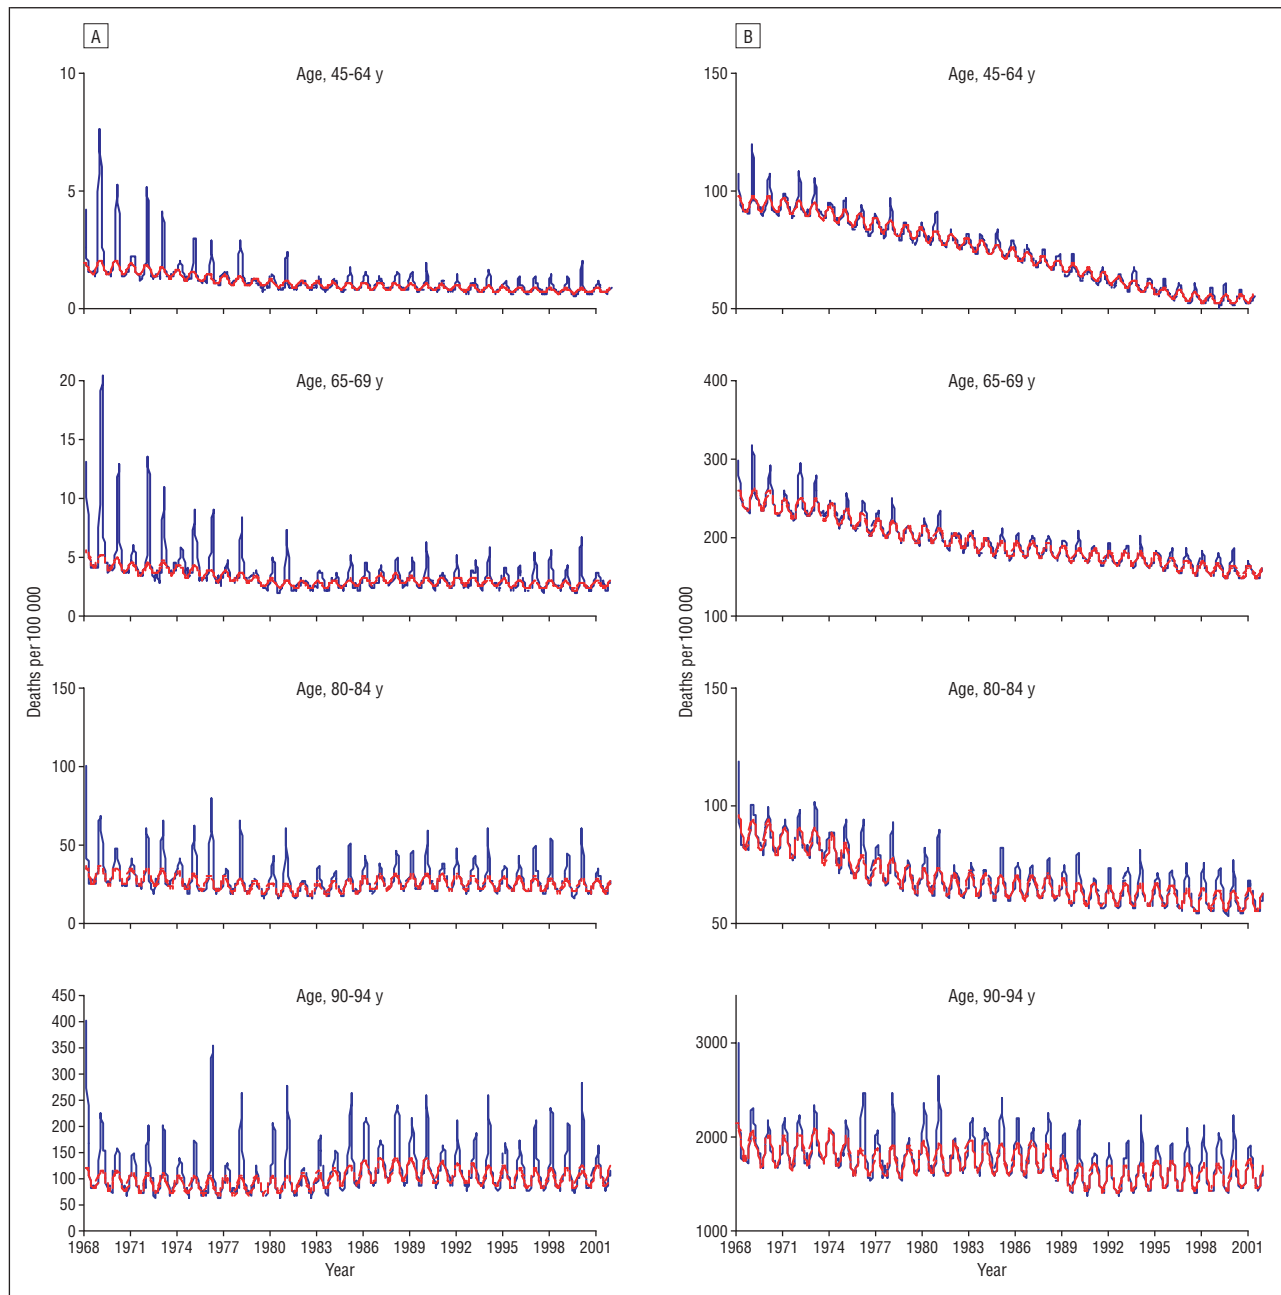 A
Age, 45-64 y
10
5
0
Age, 65-69 y
20
15
10
5
0
Age, 80-84 y
150
100
50
0
Age, 90-94 y
450
400
350
300
250
200
150
100
50
0
1968 1971 1974 1977 1980 1983 1986 1989 1992 1995 1998 2001
Year
Deaths per 100 000
B
Age, 45-64 y
150
100
50
Age, 65-69 y
400
300
200
100
Age, 80-84 y
150
100
50
Age, 90-94 y
3000
2000
1000
1968 1971 1974 1977 1980 1983 1986 1989 1992 1995 1998 2001
Year
Deaths per 100 000